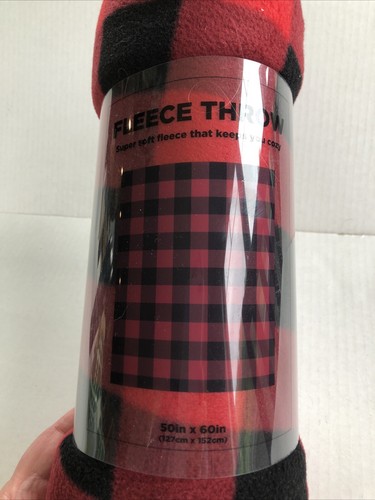 FLEECE THROW
Super soft fleece that keeps you cozy
50in x 60in
(127cm x 152cm)